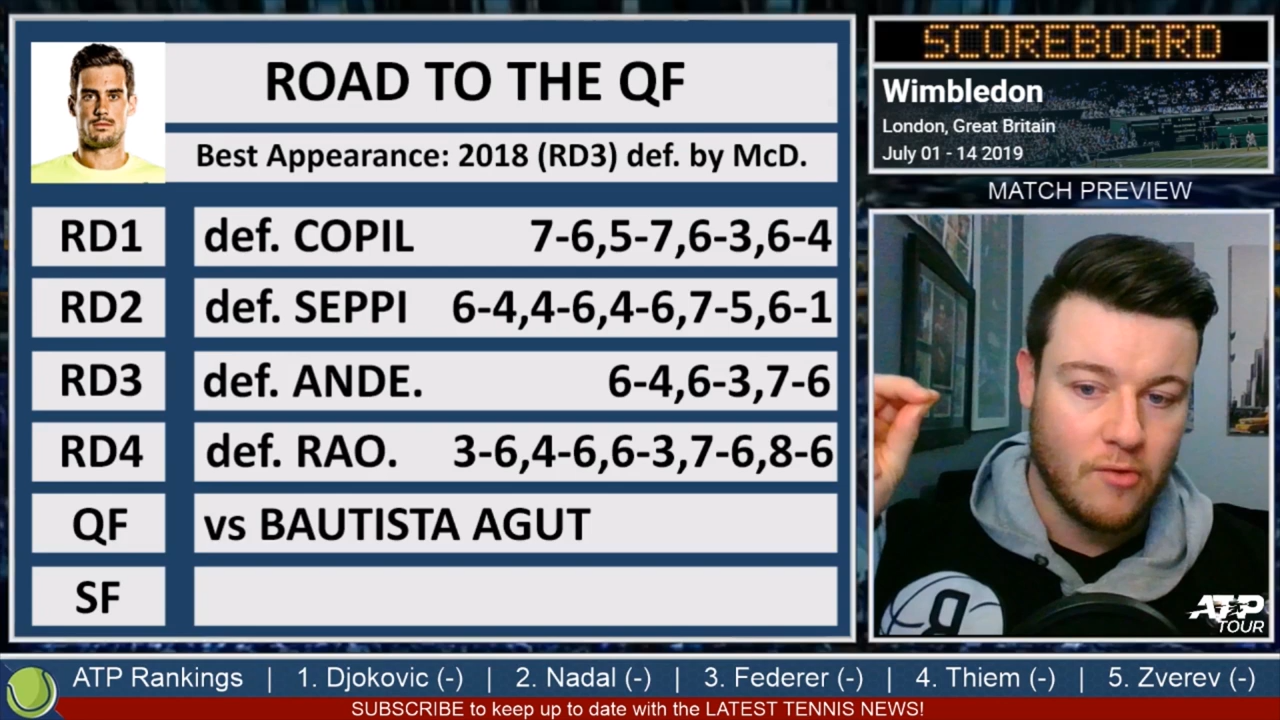 ROAD TO THE QF
Best Appearance: 2018 (RD3) def. by McD.
RD1 def. COPIL 7-6,5-7,6-3,6-4
RD2 def. SEPPI 6-4,4-6,4-6,7-5,6-1
RD3 def. ANDE. 6-4,6-3,7-6
RD4 def. RAO. 3-6,4-6,6-3,7-6,8-6
QF vs BAUTISTA AGUT
SF
SCOREBOARD
Wimbledon
London, Great Britain
July 01 - 14 2019
MATCH PREVIEW
B
ATP
TOUR
ATP Rankings | 1. Djokovic (-) | 2. Nadal (-) | 3. Federer (-) | 4. Thiem (-) | 5. Zverev (-)
SUBSCRIBE to keep up to date with the LATEST TENNIS NEWS!